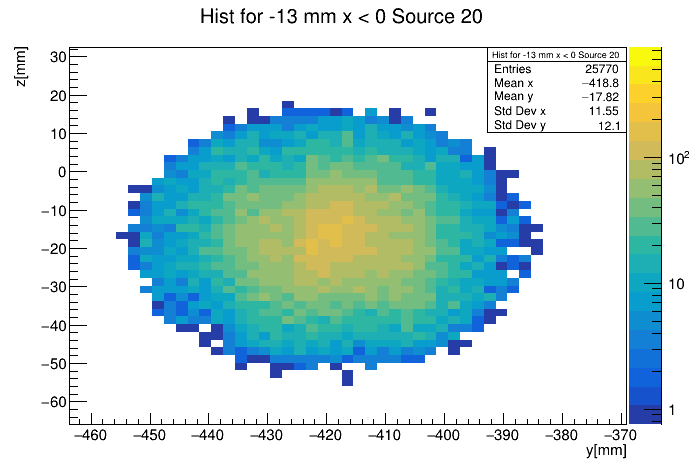 Hist for -13 mm x < 0 Source 20
z[mm]
30
20
10
0
−10
−20
−30
−40
−50
−60
Hist for -13 mm x < 0 Source 20
Entries 25770
Mean x −418.8
Mean y −17.82
Std Dev x 11.55
Std Dev y 12.1
10²
10
1
−460 −450 −440 −430 −420 −410 −400 −390 −380 −370
y[mm]